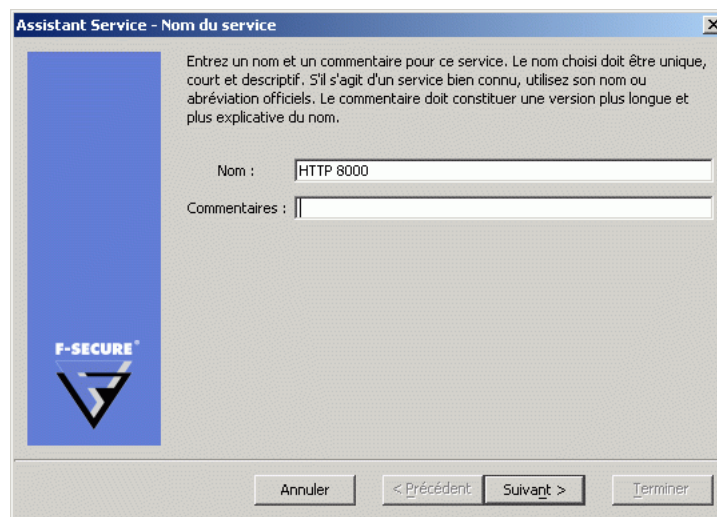 Assistant Service - Nom du service
Entrez un nom et un commentaire pour ce service. Le nom choisi doit être unique,
court et descriptif. S'il s'agit d'un service bien connu, utilisez son nom ou
abréviation officiels. Le commentaire doit constituer une version plus longue et
plus explicative du nom.
Nom : HTTP 8000
Commentaires :
F-SECURE®
Annuler < Précédent Suivant > Terminer